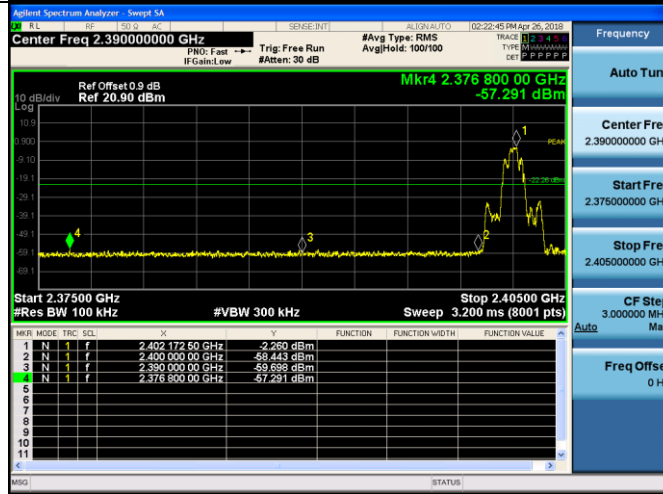 Agilent Spectrum Analyzer - Swept SA
RL RF 50 Ω AC SENSE:INT ALIGNAUTO 02:22:45 PM Apr 26, 2018
Center Freq 2.390000000 GHz #Avg Type: RMS TRACE 1 2 3 4 5 6
PNO: Fast Trig: Free Run Avg|Hold: 100/100 TYPE M
IFGain:Low #Atten: 30 dB DET P P P P P P
Mkr4 2.376 800 00 GHz
Ref Offset 0.9 dB
10 dB/div Ref 20.90 dBm -57.291 dBm
Log
10.9
1
0.900 PEAK
-9.10
-19.1 -22.26 dBm
-29.1
-39.1
-49.1 4 3 2
-59.1
-69.1
Start 2.37500 GHz Stop 2.40500 GHz
#Res BW 100 kHz #VBW 300 kHz Sweep 3.200 ms (8001 pts)
MKR MODE TRC SCL X Y FUNCTION FUNCTION WIDTH FUNCTION VALUE
1 N 1 f 2.402 172 50 GHz -2.260 dBm
2 N 1 f 2.400 000 00 GHz -58.443 dBm
3 N 1 f 2.390 000 00 GHz -59.698 dBm
4 N 1 f 2.376 800 00 GHz -57.291 dBm
5
6
7
8
9
10
11
MSG STATUS
Frequency
Auto Tun
Center Fre
2.390000000 GH
Start Fre
2.375000000 GH
Stop Fre
2.405000000 GH
CF Ste
3.000000 MH
Auto Ma
Freq Offse
0 H